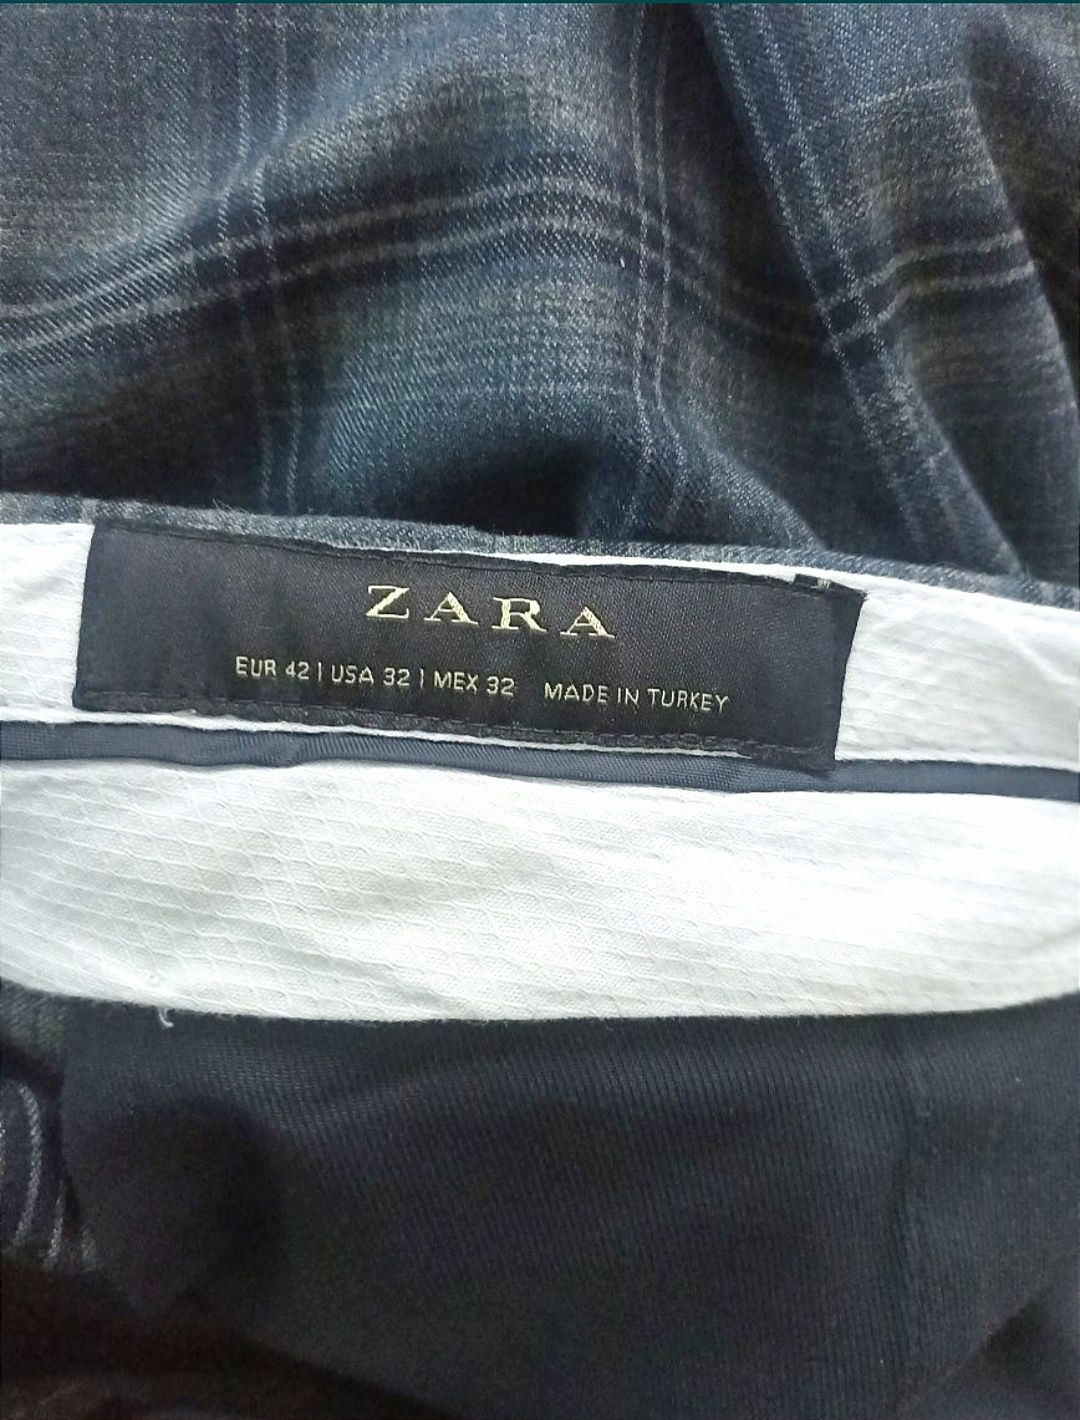 ZARA
EUR 42 | USA 32 | MEX 32 MADE IN TURKEY